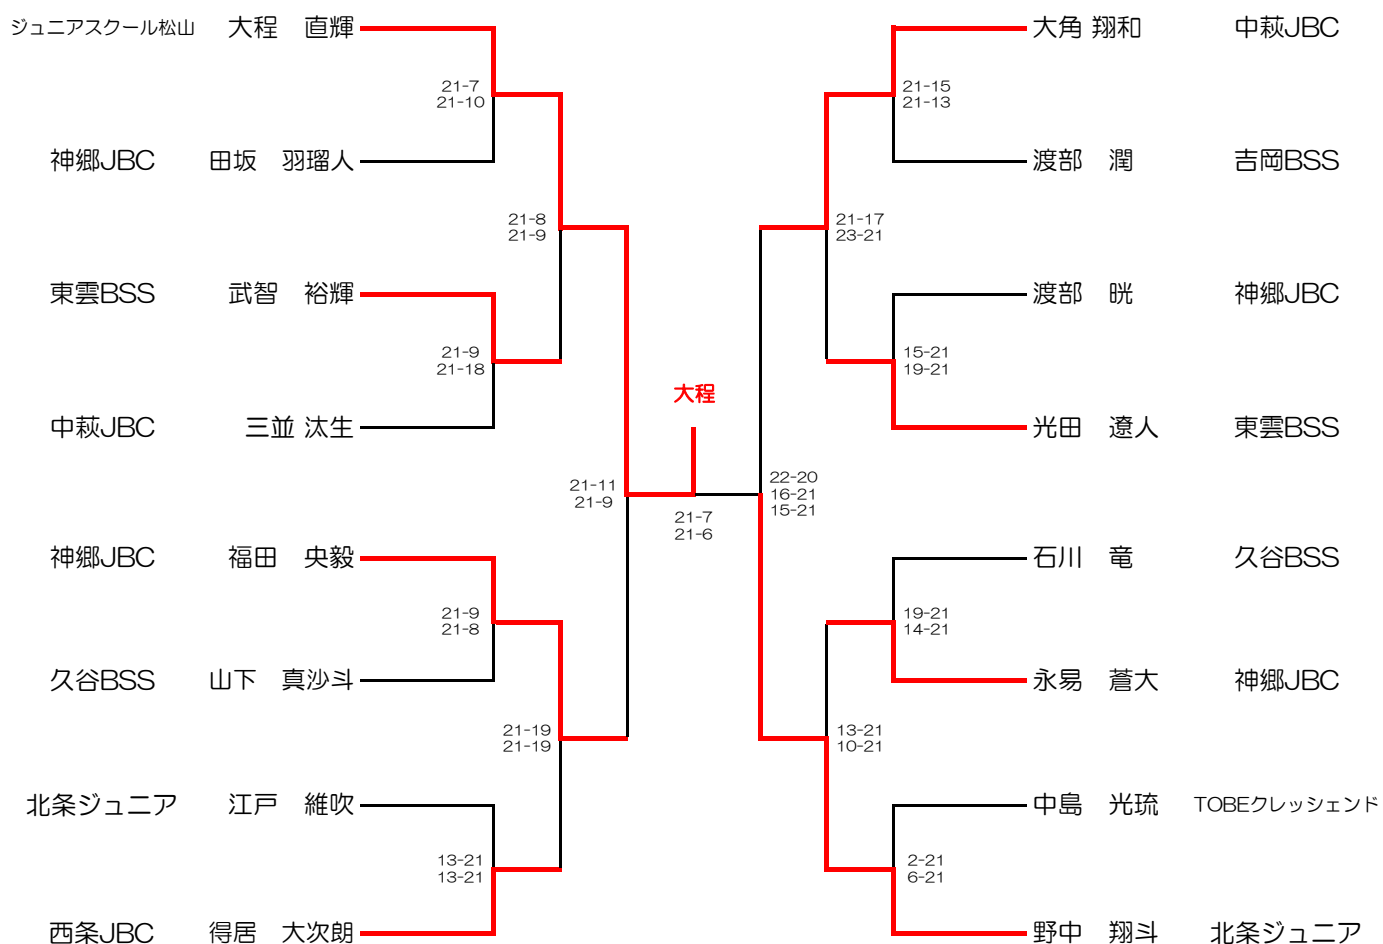 ジュニアスクール松山 大程 直輝
大角 翔和 中萩JBC
21-7
21-10
21-15
21-13
神郷JBC 田坂 羽瑠人
渡部 潤 吉岡BSS
21-8
21-9
21-17
23-21
東雲BSS 武智 裕輝
渡部 晄 神郷JBC
21-9
21-18
15-21
19-21
大程
中萩JBC 三並 汰生
光田 遼人 東雲BSS
21-11
21-9
21-7
21-6
22-20
16-21
15-21
神郷JBC 福田 央毅
石川 竜 久谷BSS
21-9
21-8
19-21
14-21
久谷BSS 山下 真沙斗
永易 蒼大 神郷JBC
21-19
21-19
13-21
10-21
北条ジュニア 江戸 維吹
中島 光琉 TOBEクレッシェンド
13-21
13-21
2-21
6-21
西条JBC 得居 大次朗
野中 翔斗 北条ジュニア